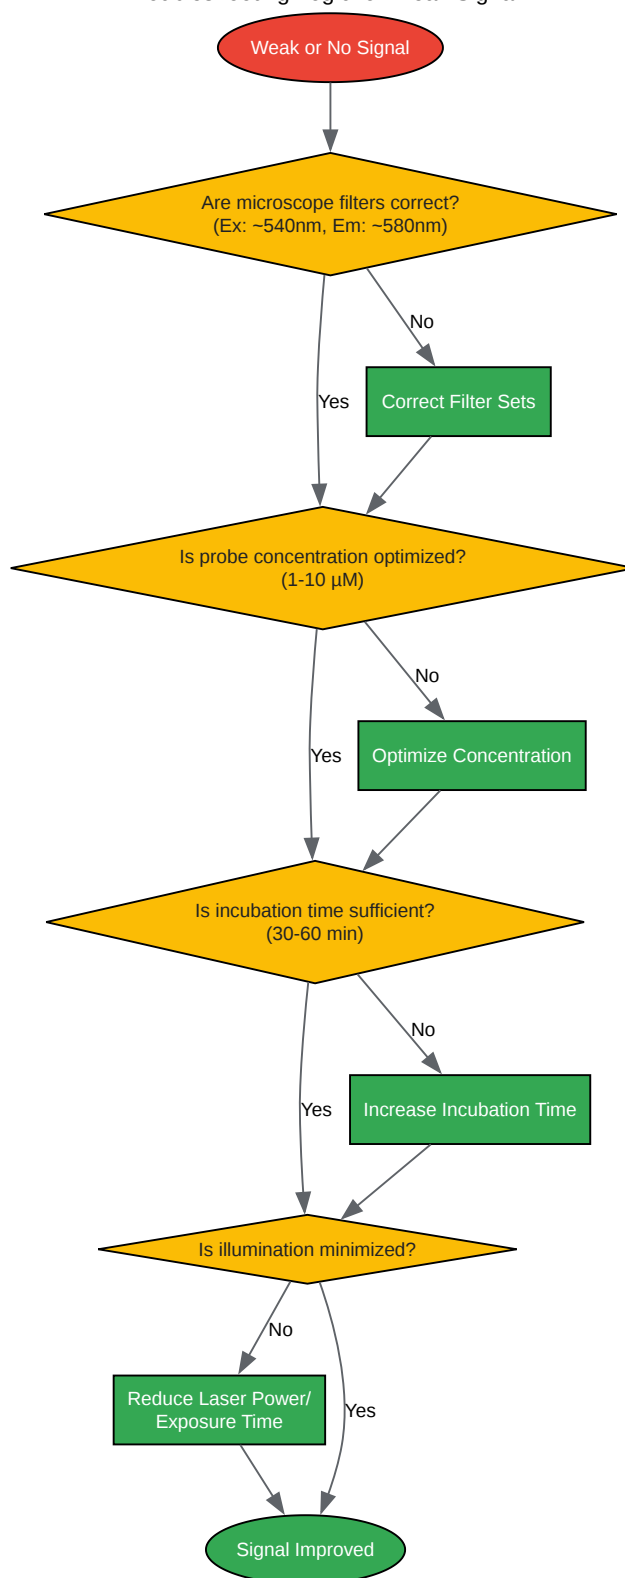 Weak or No Signal
Are microscope filters correct?
(Ex: ~540nm, Em: ~580nm)
No
Yes
Correct Filter Sets
Is probe concentration optimized?
(1-10 µM)
No
Yes
Optimize Concentration
Is incubation time sufficient?
(30-60 min)
No
Yes
Increase Incubation Time
Is illumination minimized?
No
Reduce Laser Power/
Exposure Time
Yes
Signal Improved